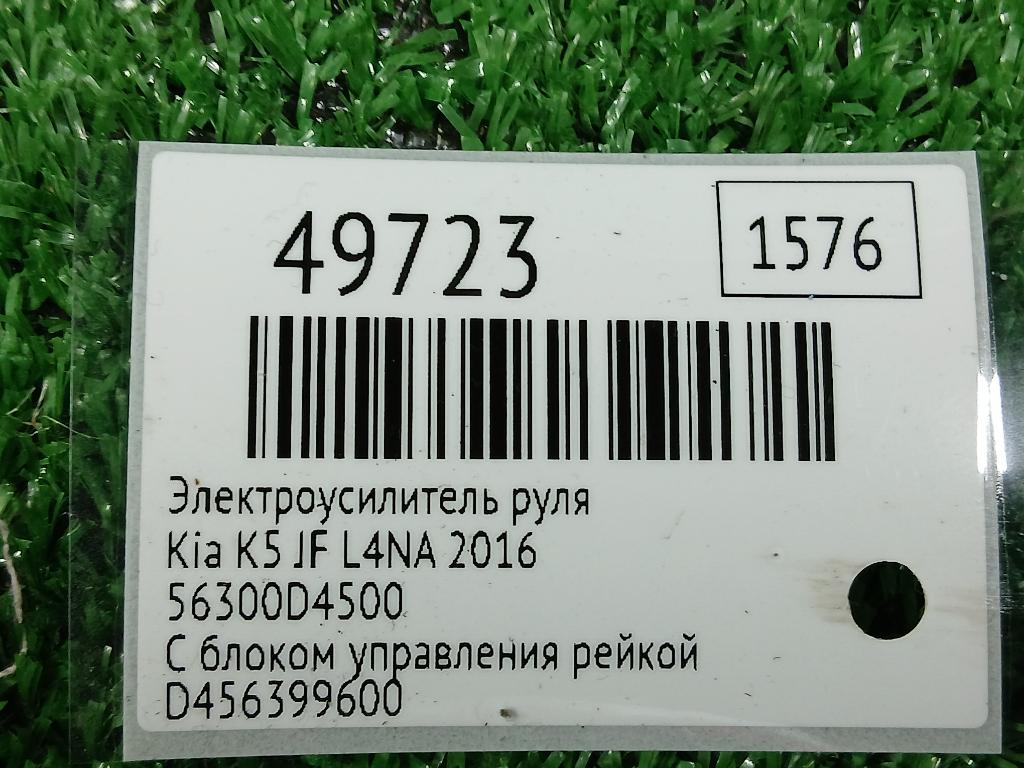 49723
1576
Электроусилитель руля
Kia K5 JF L4NA 2016
56300D4500
С блоком управления рейкой
D456399600